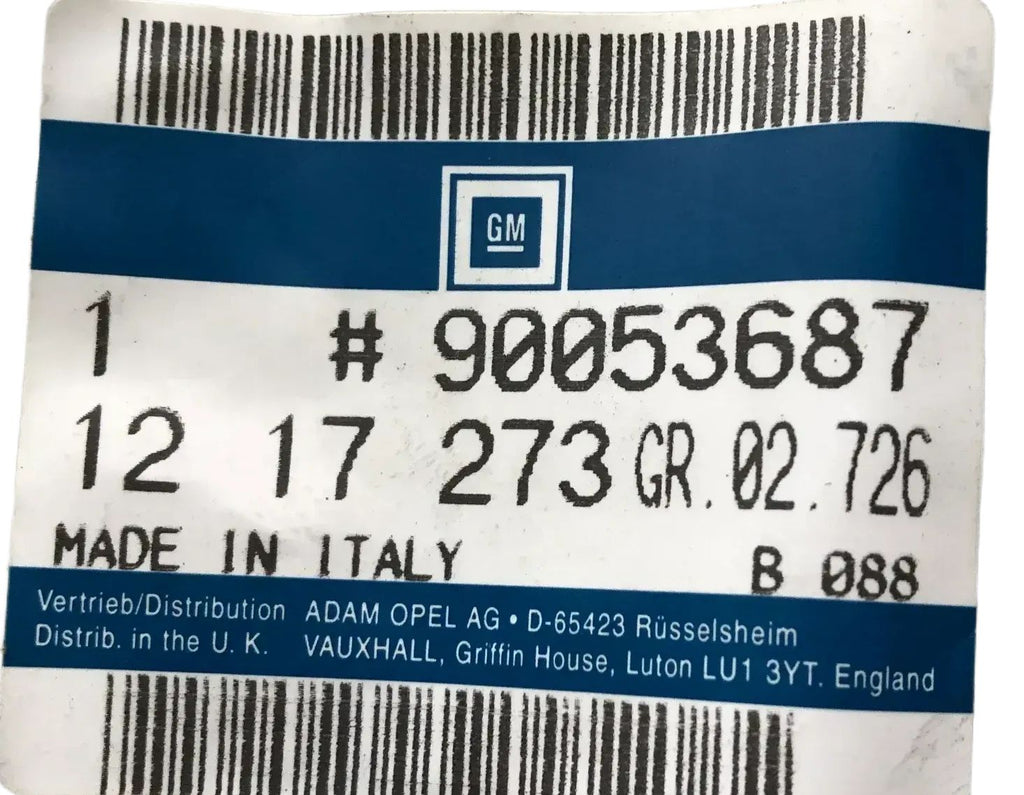 GM
1 # 90053687
12 17 273 GR. 02.726
MADE IN ITALY B 088
Vertrieb/Distribution ADAM OPEL AG • D-65423 Rüsselsheim
Distrib. in the U. K. VAUXHALL, Griffin House, Luton LU1 3YT. England